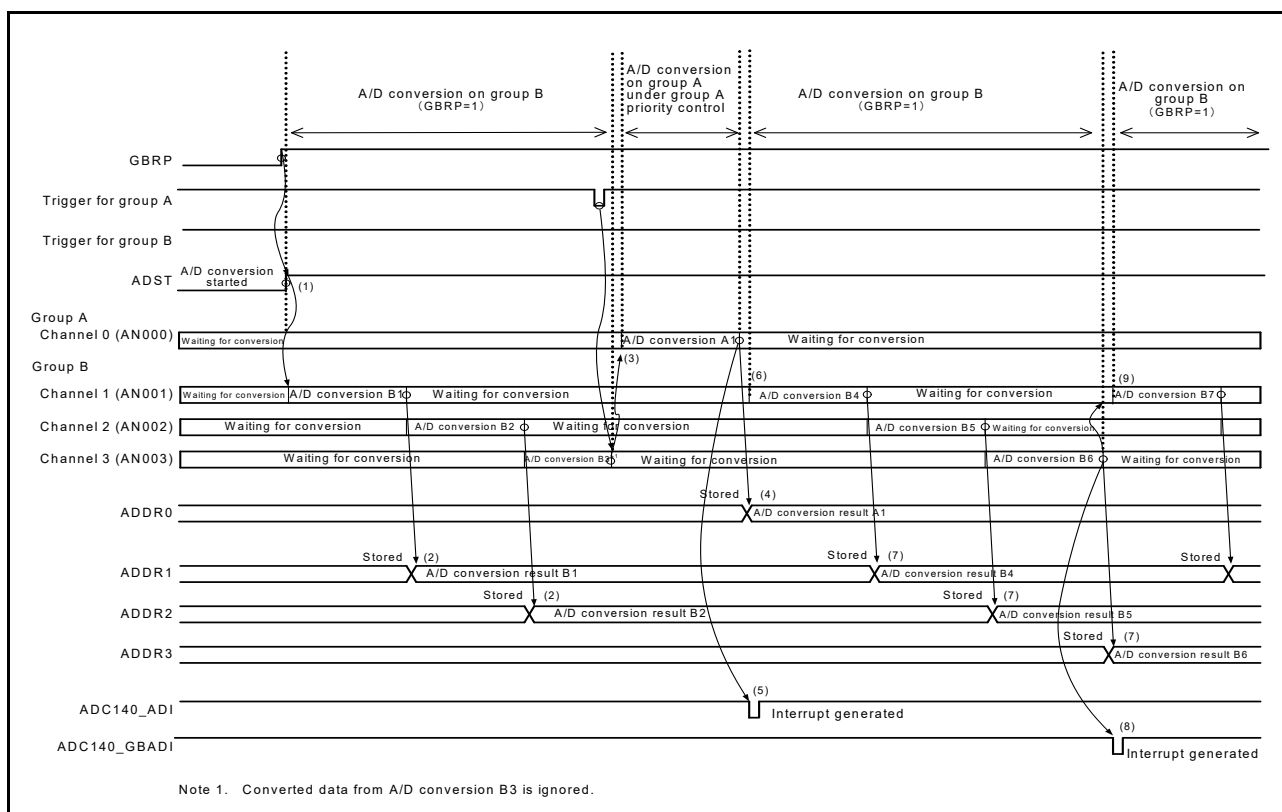 A/D conversion on group B
(GBRP=1)
A/D conversion
on group A
under group A
priority control
A/D conversion on group B
(GBRP=1)
A/D conversion on
group B
(GBRP=1)
GBRP
Trigger for group A
Trigger for group B
ADST
A/D conversion
started
(1)
Group A
Channel 0 (AN000)
Waiting for conversion
A/D conversion A1
Waiting for conversion
(3)
Group B
(6)
(9)
Channel 1 (AN001)
Waiting for conversion
A/D conversion B1
Waiting for conversion
A/D conversion B4
Waiting for conversion
A/D conversion B7
Channel 2 (AN002)
Waiting for conversion
A/D conversion B2
Waiting for conversion
A/D conversion B5
Waiting for conversion
Channel 3 (AN003)
Waiting for conversion
A/D conversion B3
1
Waiting for conversion
A/D conversion B6
Waiting for conversion
Stored (4)
ADDR0
A/D conversion result A1
Stored (2)
Stored (7)
Stored
ADDR1
A/D conversion result B1
A/D conversion result B4
Stored (2)
Stored (7)
ADDR2
A/D conversion result B2
A/D conversion result B5
Stored (7)
ADDR3
A/D conversion result B6
(5)
ADC140_ADI
Interrupt generated
(8)
ADC140_GBADI
Interrupt generated
Note 1. Converted data from A/D conversion B3 is ignored.